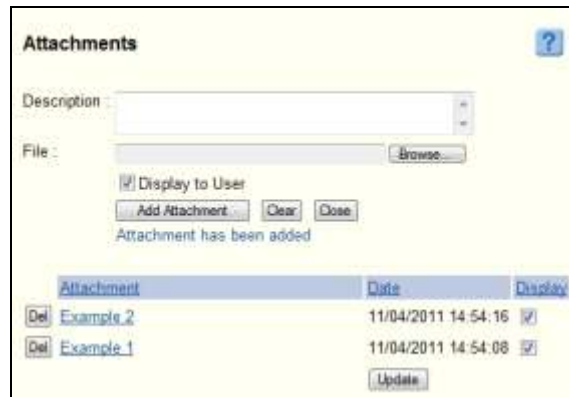 Attachments ?
Description :
File : Browse...
Display to User
Add Attachment Clear Close
Attachment has been added
Attachment Date Display
Del Example 2 11/04/2011 14:54:16
Del Example 1 11/04/2011 14:54:08
Update